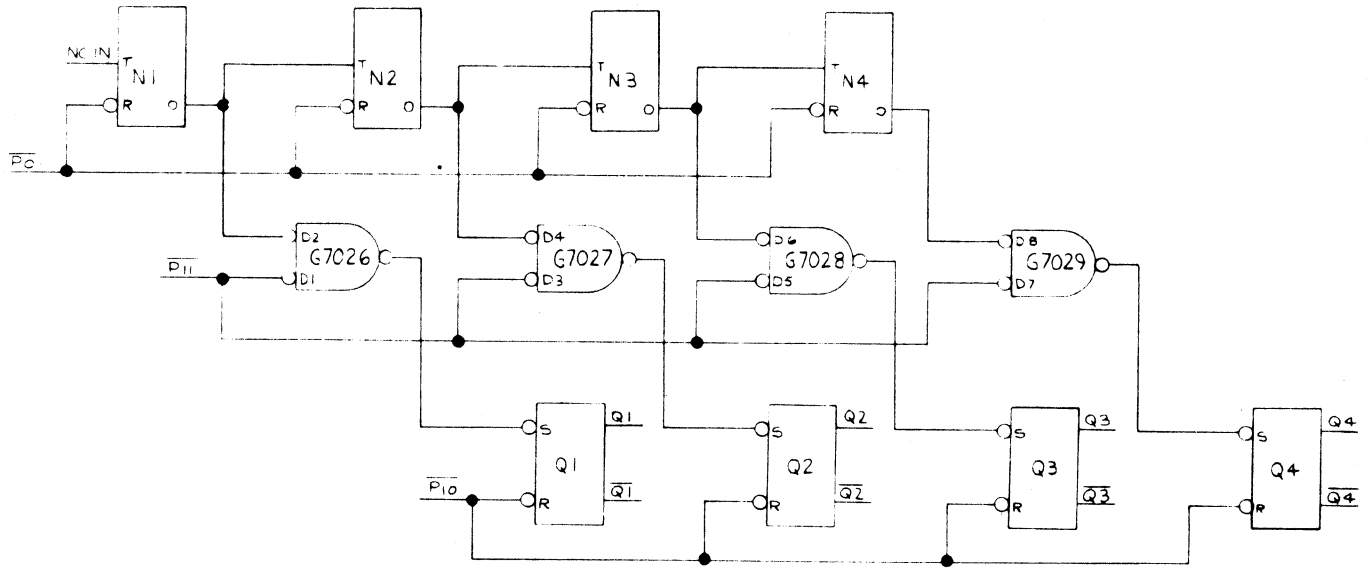 NC IN
T
N1
R
O
T
N2
R
O
T
N3
R
O
T
N4
R
O
P0
D2
G7026
D1
D4
G7027
D3
D6
G7028
D5
D8
G7029
D7
P11
S
Q1
R
Q1
Q1
S
Q2
R
Q2
Q2
S
Q3
R
Q3
Q3
S
Q4
R
Q4
Q4
P10